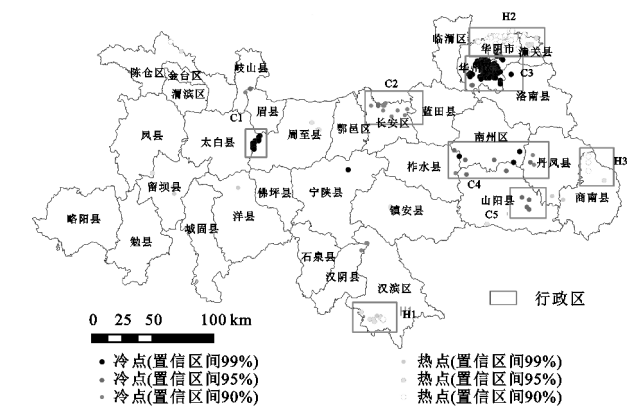 H2
临渭区
华阴市
潼关县
华
C3
陈仓区
金台区
岐山县
渭滨区
C2
洛南县
眉县
C1
蓝田县
凤县
太白县
周至县
鄠邑区
长安区
南州区
柞水县
丹凤县
H3
留坝县
佛坪县
宁陕县
C4
山阳县
商南县
略阳县
洋县
镇安县
C5
城固县
勉县
石泉县
汉阴县
汉滨区
行政区
H1
0 25 50 100 km
冷点(置信区间99%)
热点(置信区间99%)
冷点(置信区间95%)
热点(置信区间95%)
冷点(置信区间90%)
热点(置信区间90%)